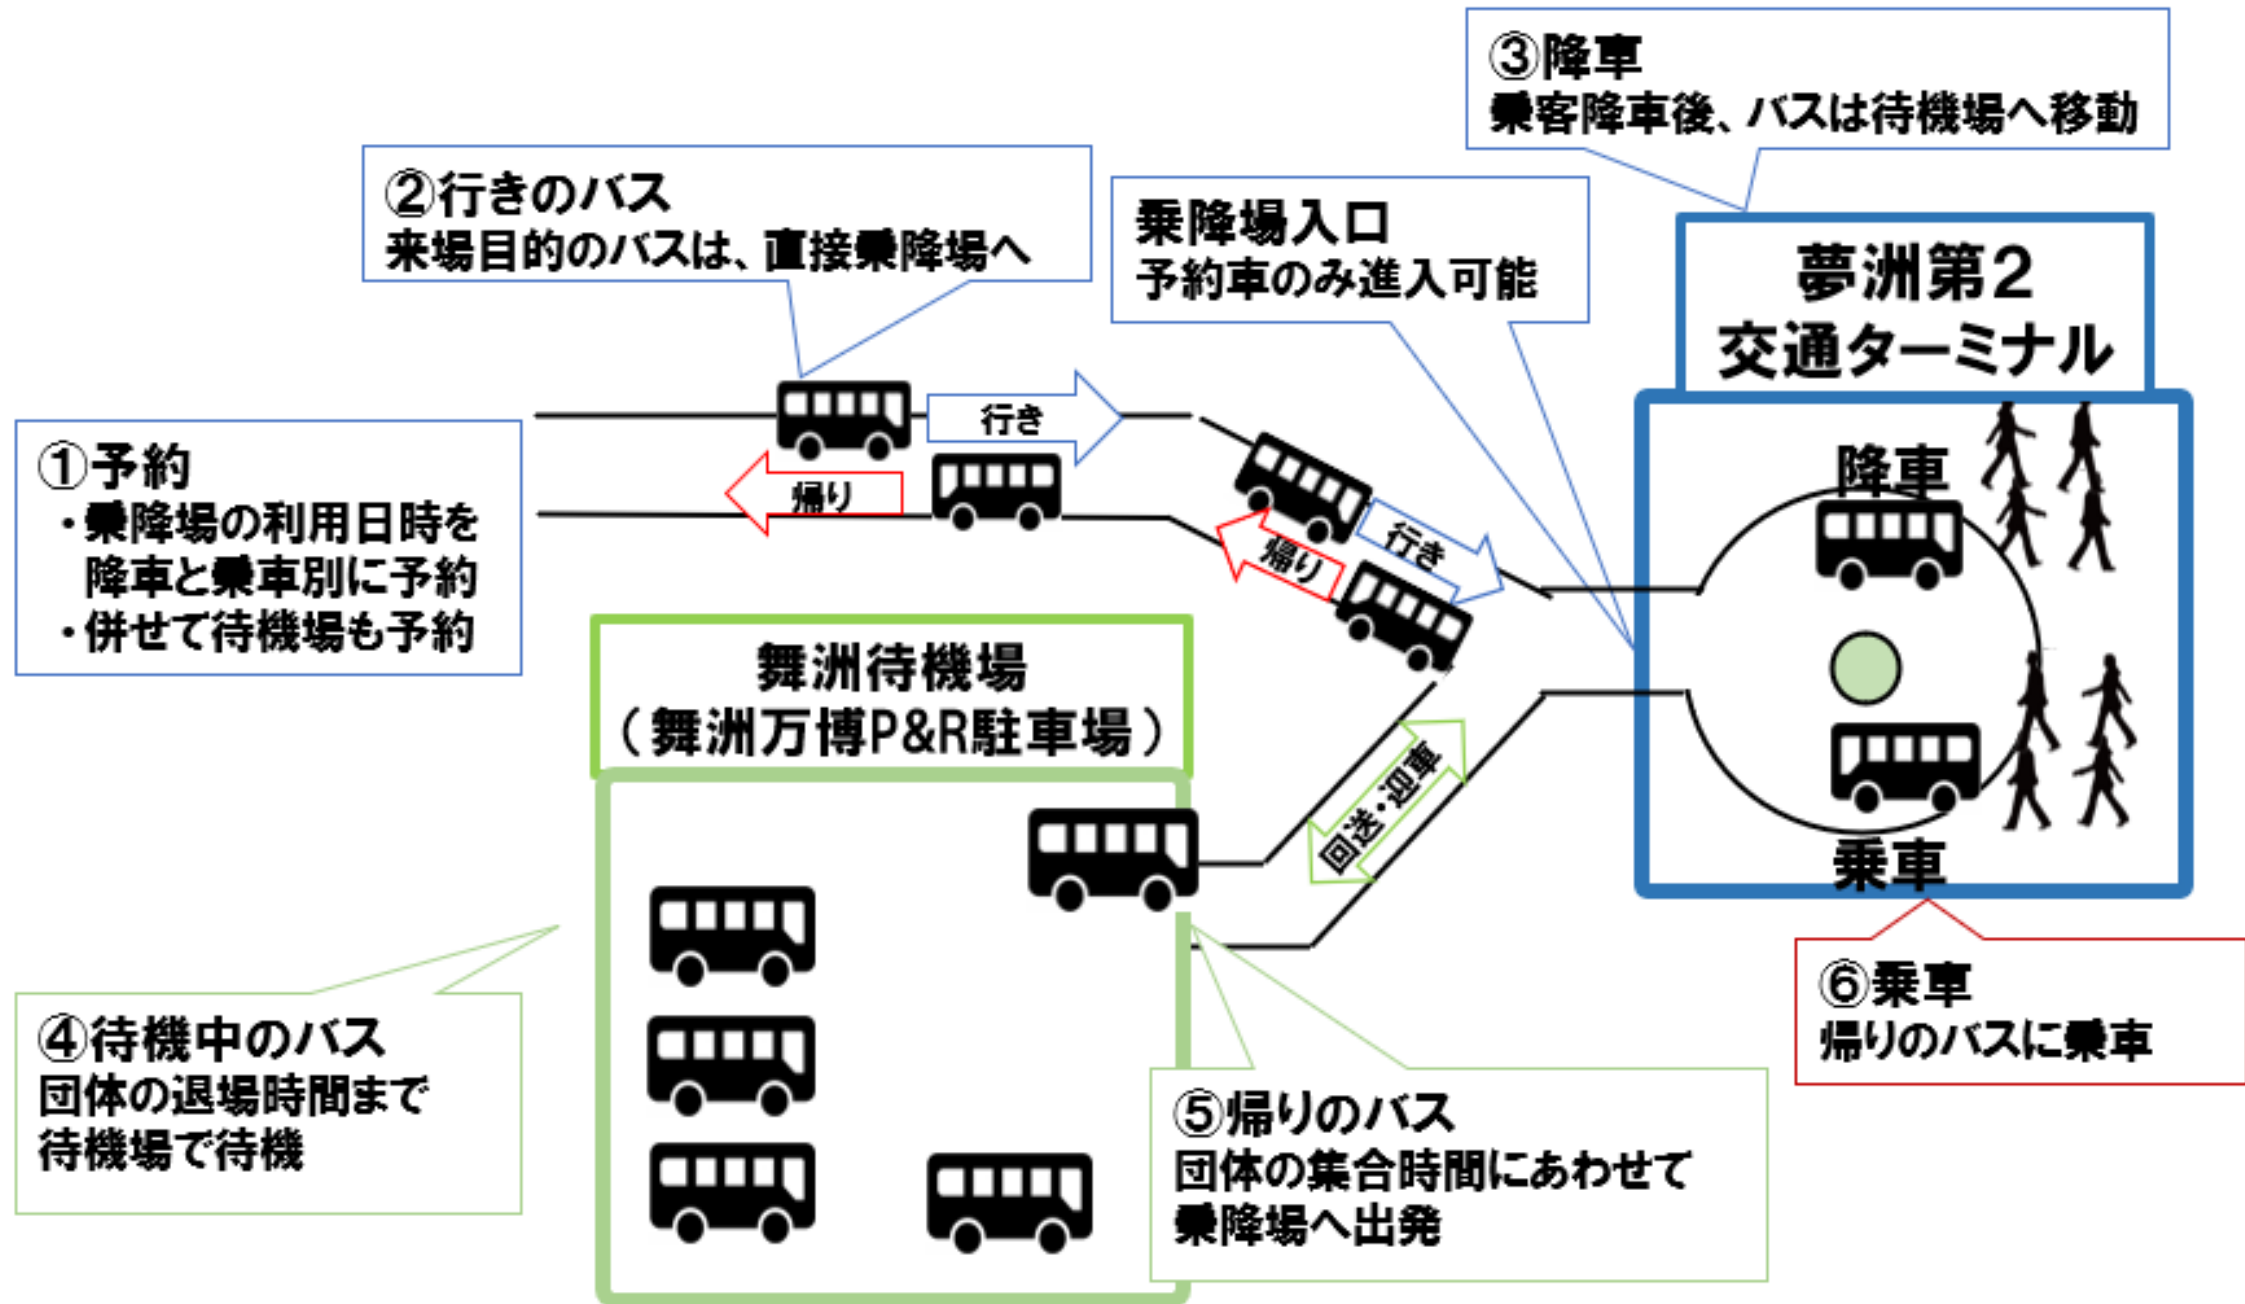 ③降車
乗客降車後、バスは待機場へ移動
②行きのバス
来場目的のバスは、直接乗降場へ
乗降場入口
予約車のみ進入可能
夢洲第2
交通ターミナル
行き
帰り
①予約
・乗降場の利用日時を
降車と乗車別に予約
・併せて待機場も予約
行き
帰り
降車
舞洲待機場
（舞洲万博P&R駐車場）
回送・迎車
乗車
④待機中のバス
団体の退場時間まで
待機場で待機
⑤帰りのバス
団体の集合時間にあわせて
乗降場へ出発
⑥乗車
帰りのバスに乗車